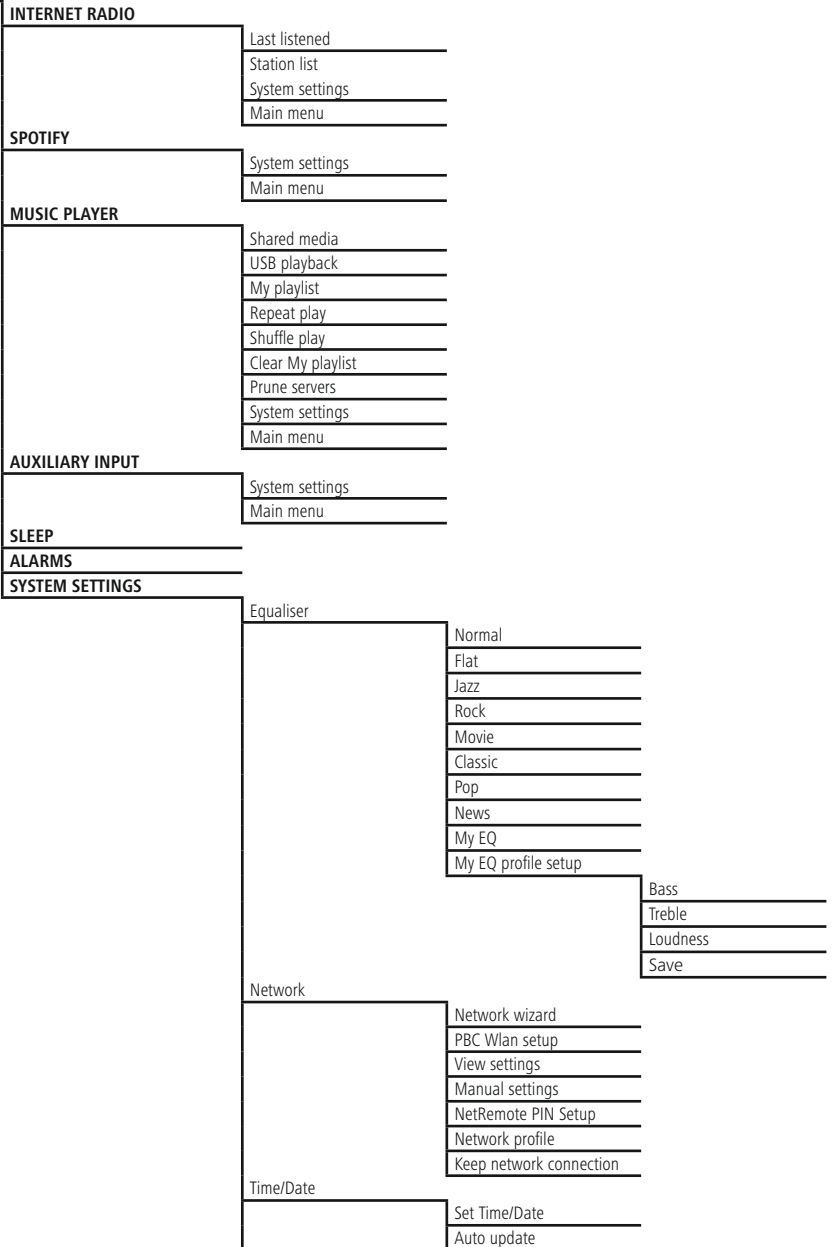 INTERNET RADIO
Last listened
Station list
System settings
Main menu
SPOTIFY
System settings
Main menu
MUSIC PLAYER
Shared media
USB playback
My playlist
Repeat play
Shuffle play
Clear My playlist
Prune servers
System settings
Main menu
AUXILIARY INPUT
System settings
Main menu
SLEEP
ALARMS
SYSTEM SETTINGS
Equaliser
Normal
Flat
Jazz
Rock
Movie
Classic
Pop
News
My EQ
My EQ profile setup
Bass
Treble
Loudness
Save
Network
Network wizard
PBC Wlan setup
View settings
Manual settings
NetRemote PIN Setup
Network profile
Keep network connection
Time/Date
Set Time/Date
Auto update